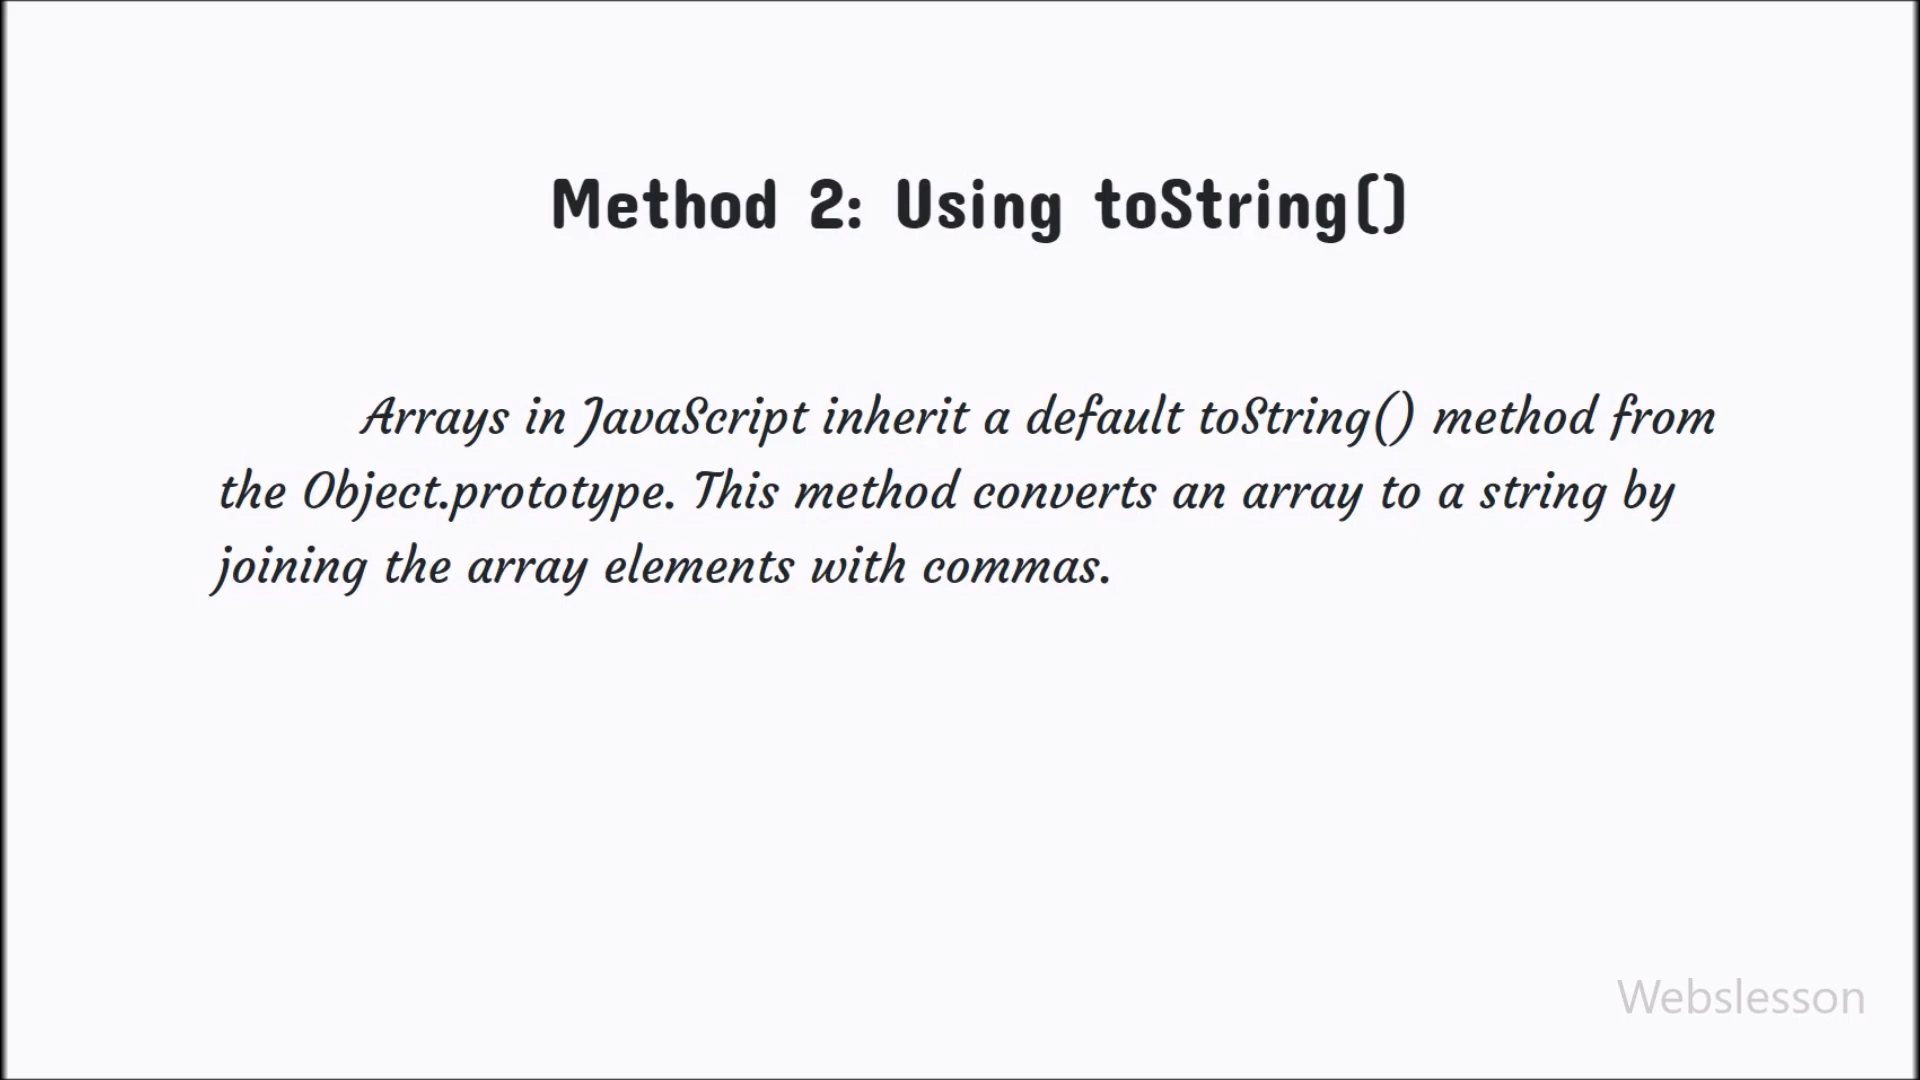 Method 2: Using toString()
Arrays in JavaScript inherit a default toString() method from
the Object.prototype. This method converts an array to a string by
joining the array elements with commas.
Webslesson